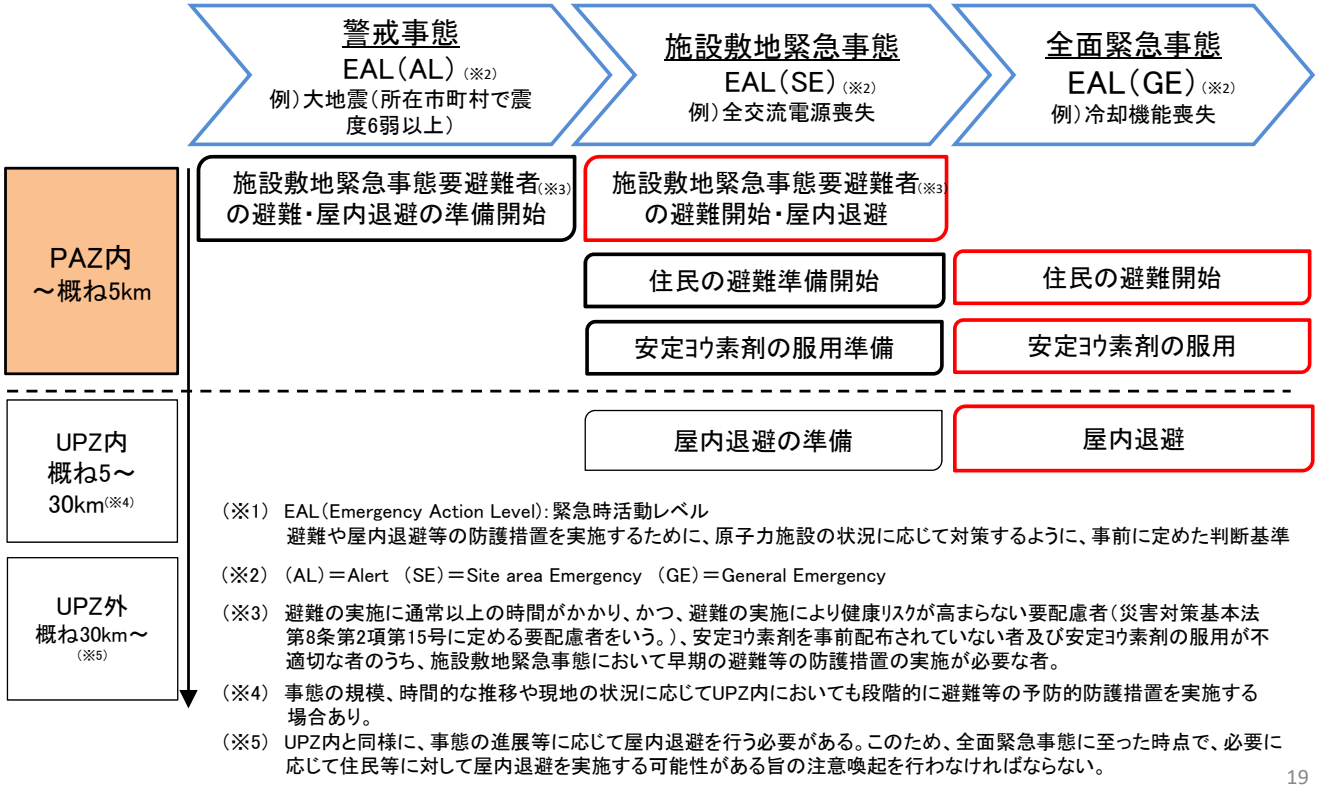 警戒事態
EAL(AL) (※2)
例)大地震(所在市町村で震
度6弱以上)
施設敷地緊急事態
EAL(SE) (※2)
例)全交流電源喪失
全面緊急事態
EAL(GE) (※2)
例)冷却機能喪失
PAZ内
~概ね5km
施設敷地緊急事態要避難者(※3)
の避難・屋内退避の準備開始
施設敷地緊急事態要避難者(※3)
の避難開始・屋内退避
住民の避難準備開始
住民の避難開始
安定ヨウ素剤の服用準備
安定ヨウ素剤の服用
UPZ内
概ね5~
30km(※4)
屋内退避の準備
屋内退避
UPZ外
概ね30km~
(※5)
(※1) EAL(Emergency Action Level):緊急時活動レベル
避難や屋内退避等の防護措置を実施するために、原子力施設の状況に応じて対策するように、事前に定めた判断基準
(※2) (AL)=Alert (SE)=Site area Emergency (GE)=General Emergency
(※3) 避難の実施に通常以上の時間がかかり、かつ、避難の実施により健康リスクが高まらない要配慮者(災害対策基本法
第8条第2項第15号に定める要配慮者をいう。)、安定ヨウ素剤を事前配布されていない者及び安定ヨウ素剤の服用が不
適切な者のうち、施設敷地緊急事態において早期の避難等の防護措置の実施が必要な者。
(※4) 事態の規模、時間的な推移や現地の状況に応じてUPZ内においても段階的に避難等の予防的防護措置を実施する
場合あり。
(※5) UPZ内と同様に、事態の進展等に応じて屋内退避を行う必要がある。このため、全面緊急事態に至った時点で、必要に
応じて住民等に対して屋内退避を実施する可能性がある旨の注意喚起を行わなければならない。
19